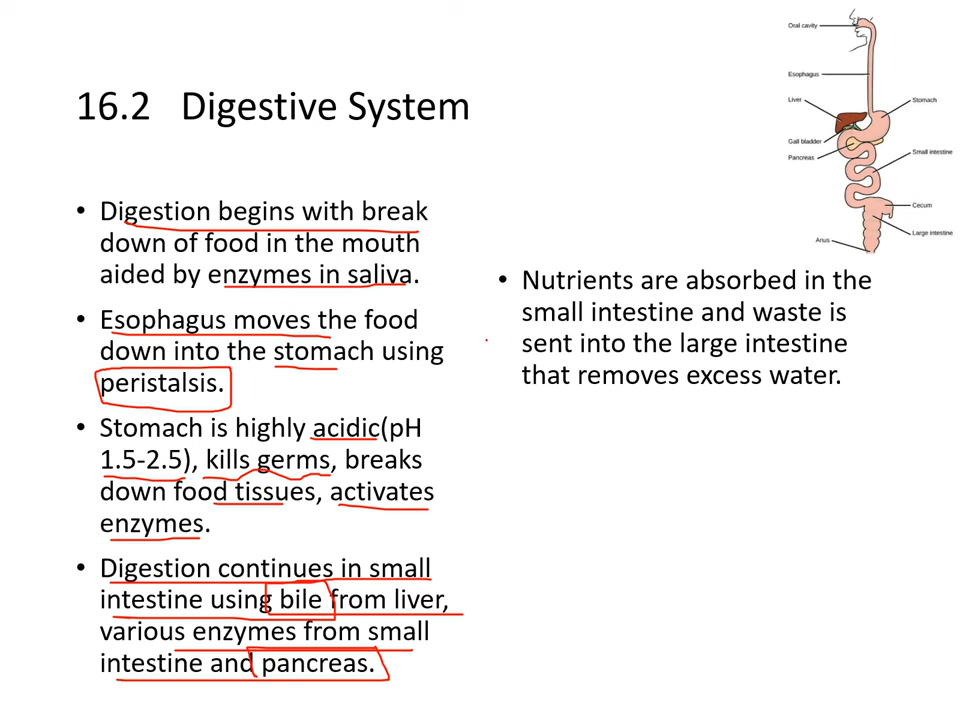 16.2 Digestive System
• Digestion begins with break
down of food in the mouth
aided by enzymes in saliva.
• Esophagus moves the food
down into the stomach using
peristalsis.
• Stomach is highly acidic(pH
1.5-2.5), kills germs, breaks
down food tissues, activates
enzymes.
• Digestion continues in small
intestine using bile from liver,
various enzymes from small
intestine and pancreas.
• Nutrients are absorbed in the
small intestine and waste is
sent into the large intestine
that removes excess water.
Oral cavity
Esophagus
Liver
Stomach
Gall bladder
Pancreas
Small intestine
Cecum
Large intestine
Anus